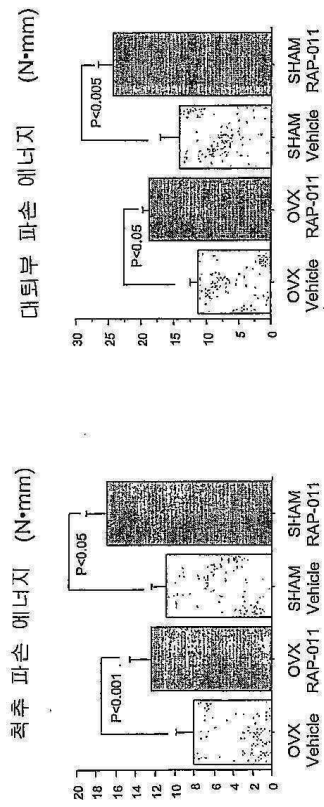 척추 파손 에너지 (N•mm)
20
18
16
14
12
10
8
6
4
2
0
P<0.001
P<0.05
OVX
Vehicle
OVX
RAP-011
SHAM
Vehicle
SHAM
RAP-011
대퇴부 파손 에너지 (N•mm)
35
30
25
20
15
10
5
0
P<0.05
P<0.005
OVX
Vehicle
OVX
RAP-011
SHAM
Vehicle
SHAM
RAP-011